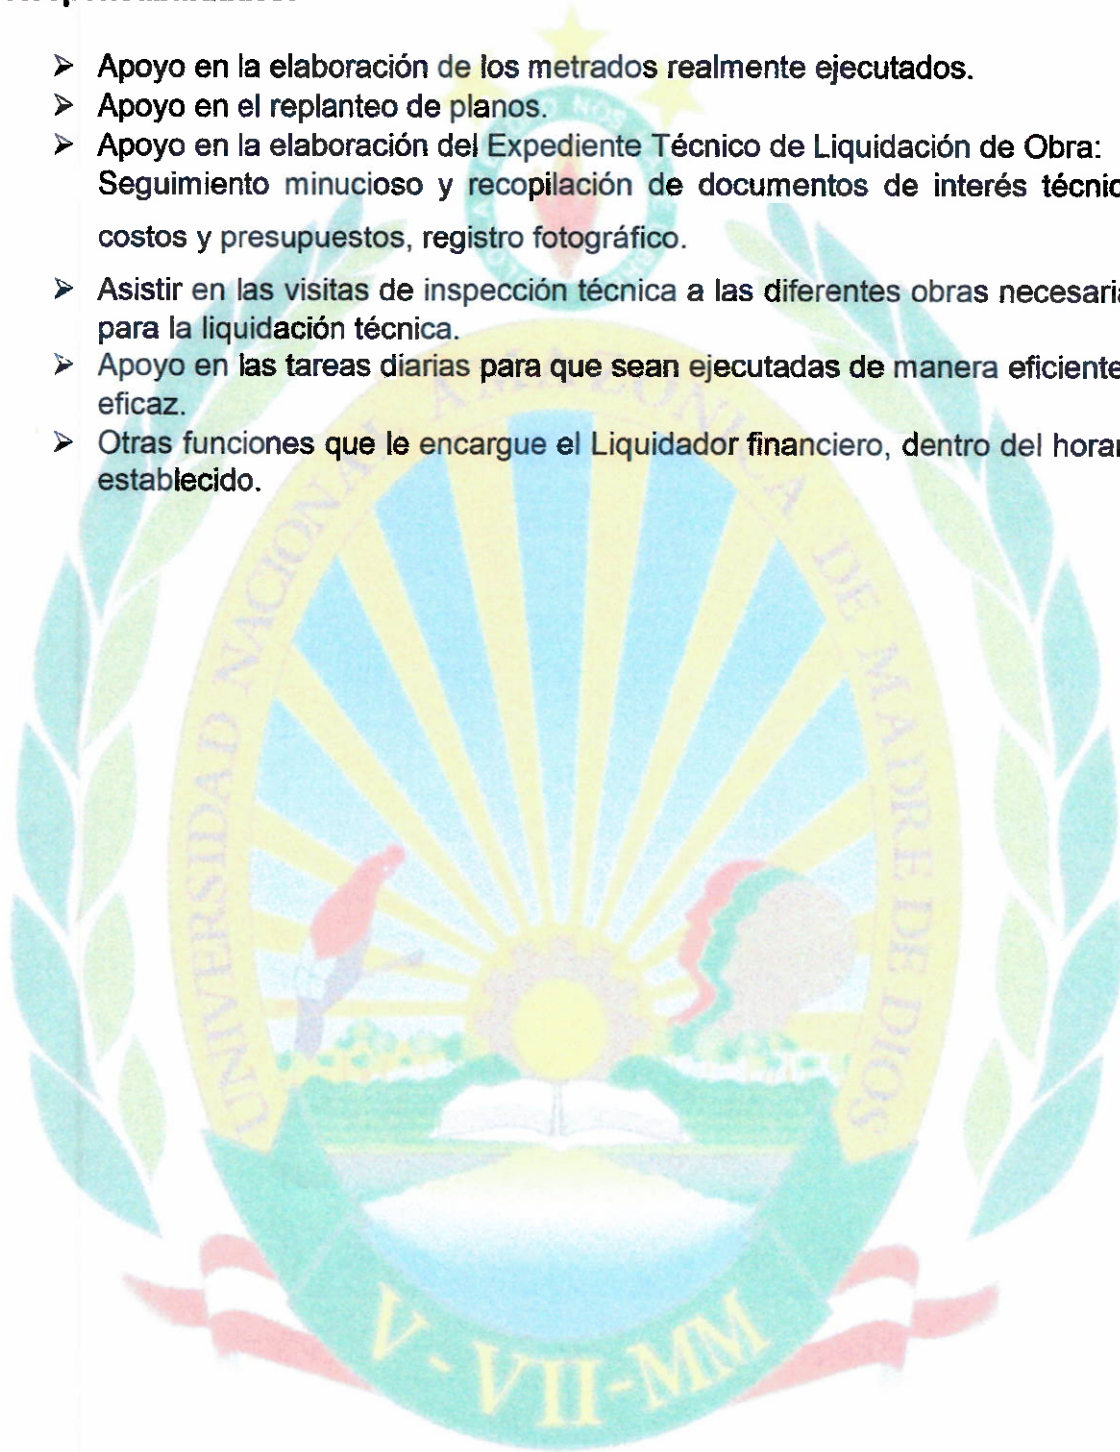 ➢ Apoyo en la elaboración de los metrados realmente ejecutados.
➢ Apoyo en el replanteo de planos.
➢ Apoyo en la elaboración del Expediente Técnico de Liquidación de Obra:
Seguimiento minucioso y recopilación de documentos de interés técnic
costos y presupuestos, registro fotográfico.
➢ Asistir en las visitas de inspección técnica a las diferentes obras necesaria
para la liquidación técnica.
➢ Apoyo en las tareas diarias para que sean ejecutadas de manera eficiente
eficaz.
➢ Otras funciones que le encargue el Liquidador financiero, dentro del horar
establecido.
UNIVERSIDAD NACIONAL AMAZONICA DE MADRE DE DIOS
V - VII - MM